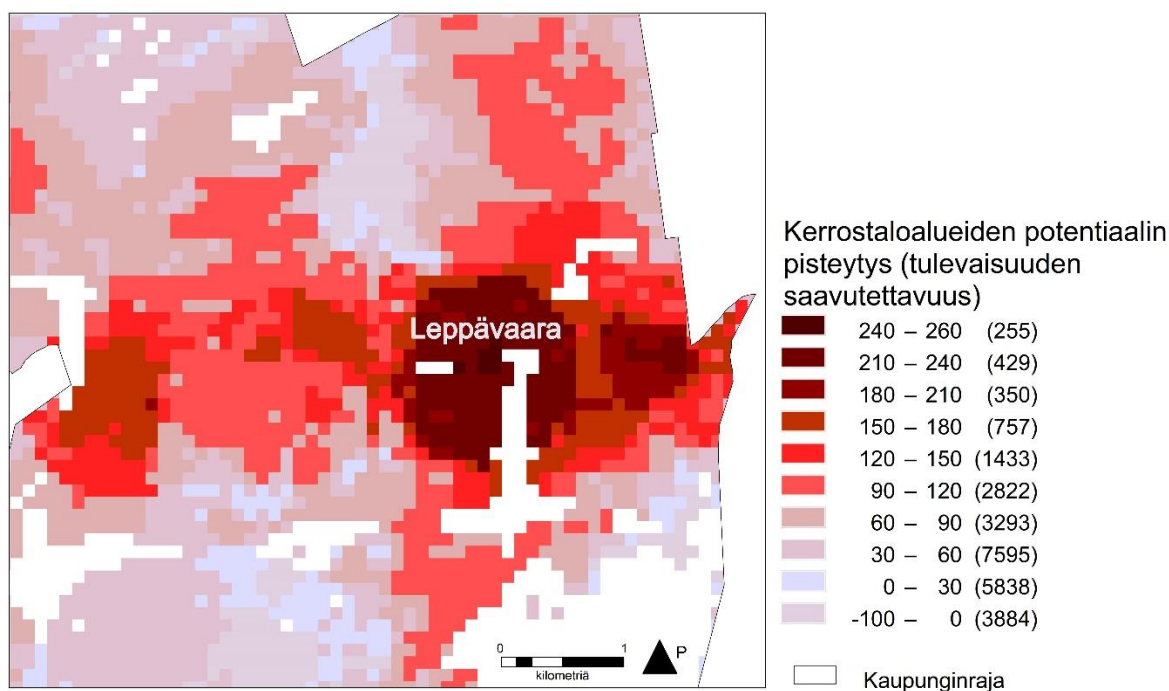 Leppävaara
0 1
kilometriä
P
Kerrostaloalueiden potentiaalin
pisteytys (tulevaisuuden
saavutettavuus)
240 – 260 (255)
210 – 240 (429)
180 – 210 (350)
150 – 180 (757)
120 – 150 (1433)
90 – 120 (2822)
60 – 90 (3293)
30 – 60 (7595)
0 – 30 (5838)
-100 – 0 (3884)
Kaupunginraja